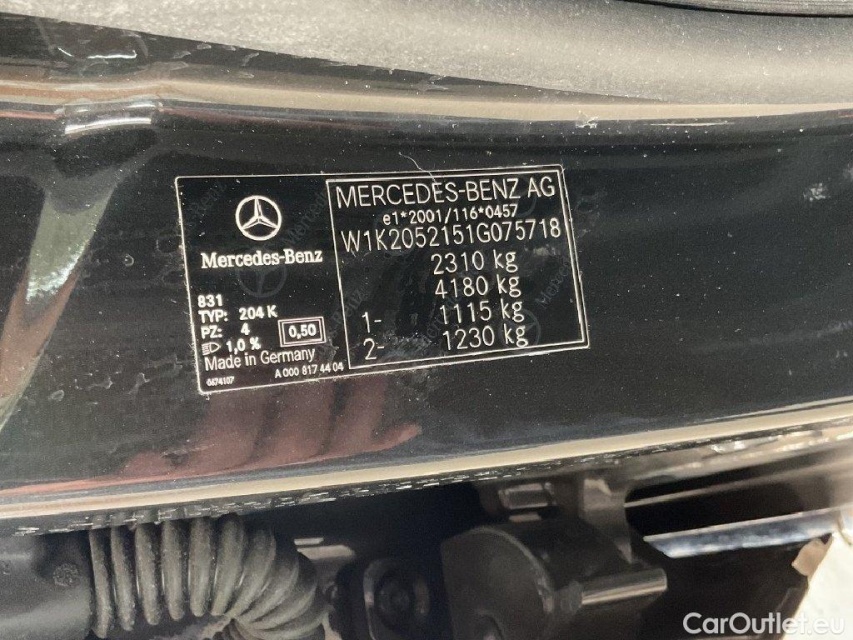 Mercedes-Benz
831
TYP: 204 K
PZ: 4
0,50
1,0 %
Made in Germany
0674107
A 000 817 44 04
MERCEDES-BENZ AG
e1*2001/116*0457
W1K2052151G075718
2310 kg
4180 kg
1- 1115 kg
2- 1230 kg
CarOutlet.eu